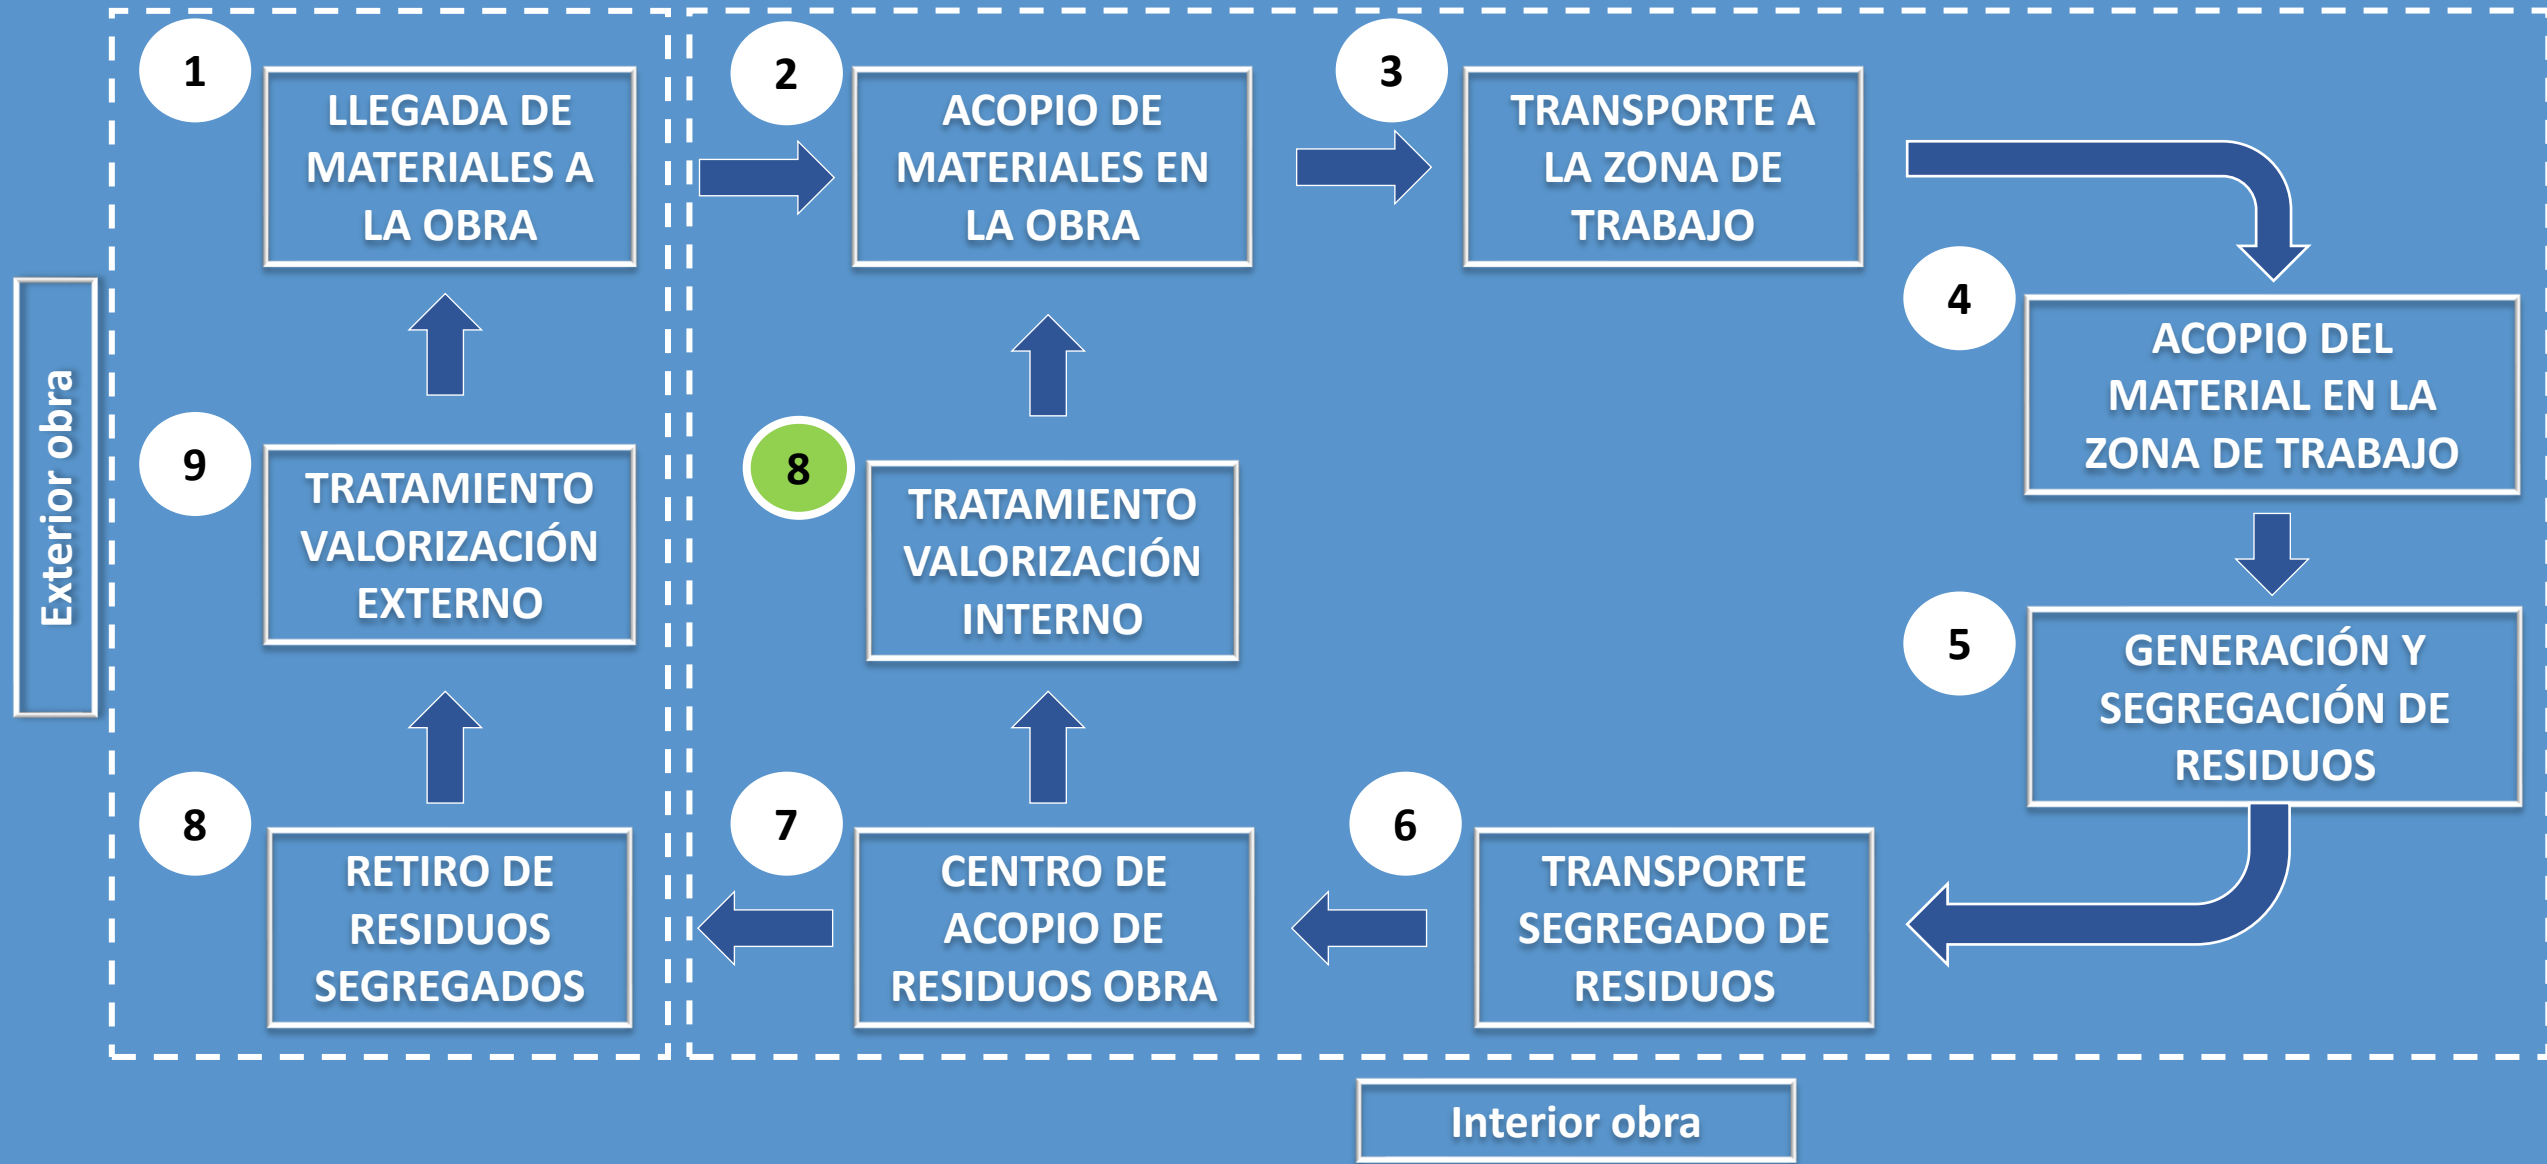 1
LLEGADA DE
MATERIALES A
LA OBRA
2
ACOPIO DE
MATERIALES EN
LA OBRA
3
TRANSPORTE A
LA ZONA DE
TRABAJO
4
ACOPIO DEL
MATERIAL EN LA
ZONA DE TRABAJO
5
GENERACIÓN Y
SEGREGACIÓN DE
RESIDUOS
6
TRANSPORTE
SEGREGADO DE
RESIDUOS
7
CENTRO DE
ACOPIO DE
RESIDUOS OBRA
8
TRATAMIENTO
VALORIZACIÓN
INTERNO
8
RETIRO DE
RESIDUOS
SEGREGADOS
9
TRATAMIENTO
VALORIZACIÓN
EXTERNO
Exterior obra
Interior obra